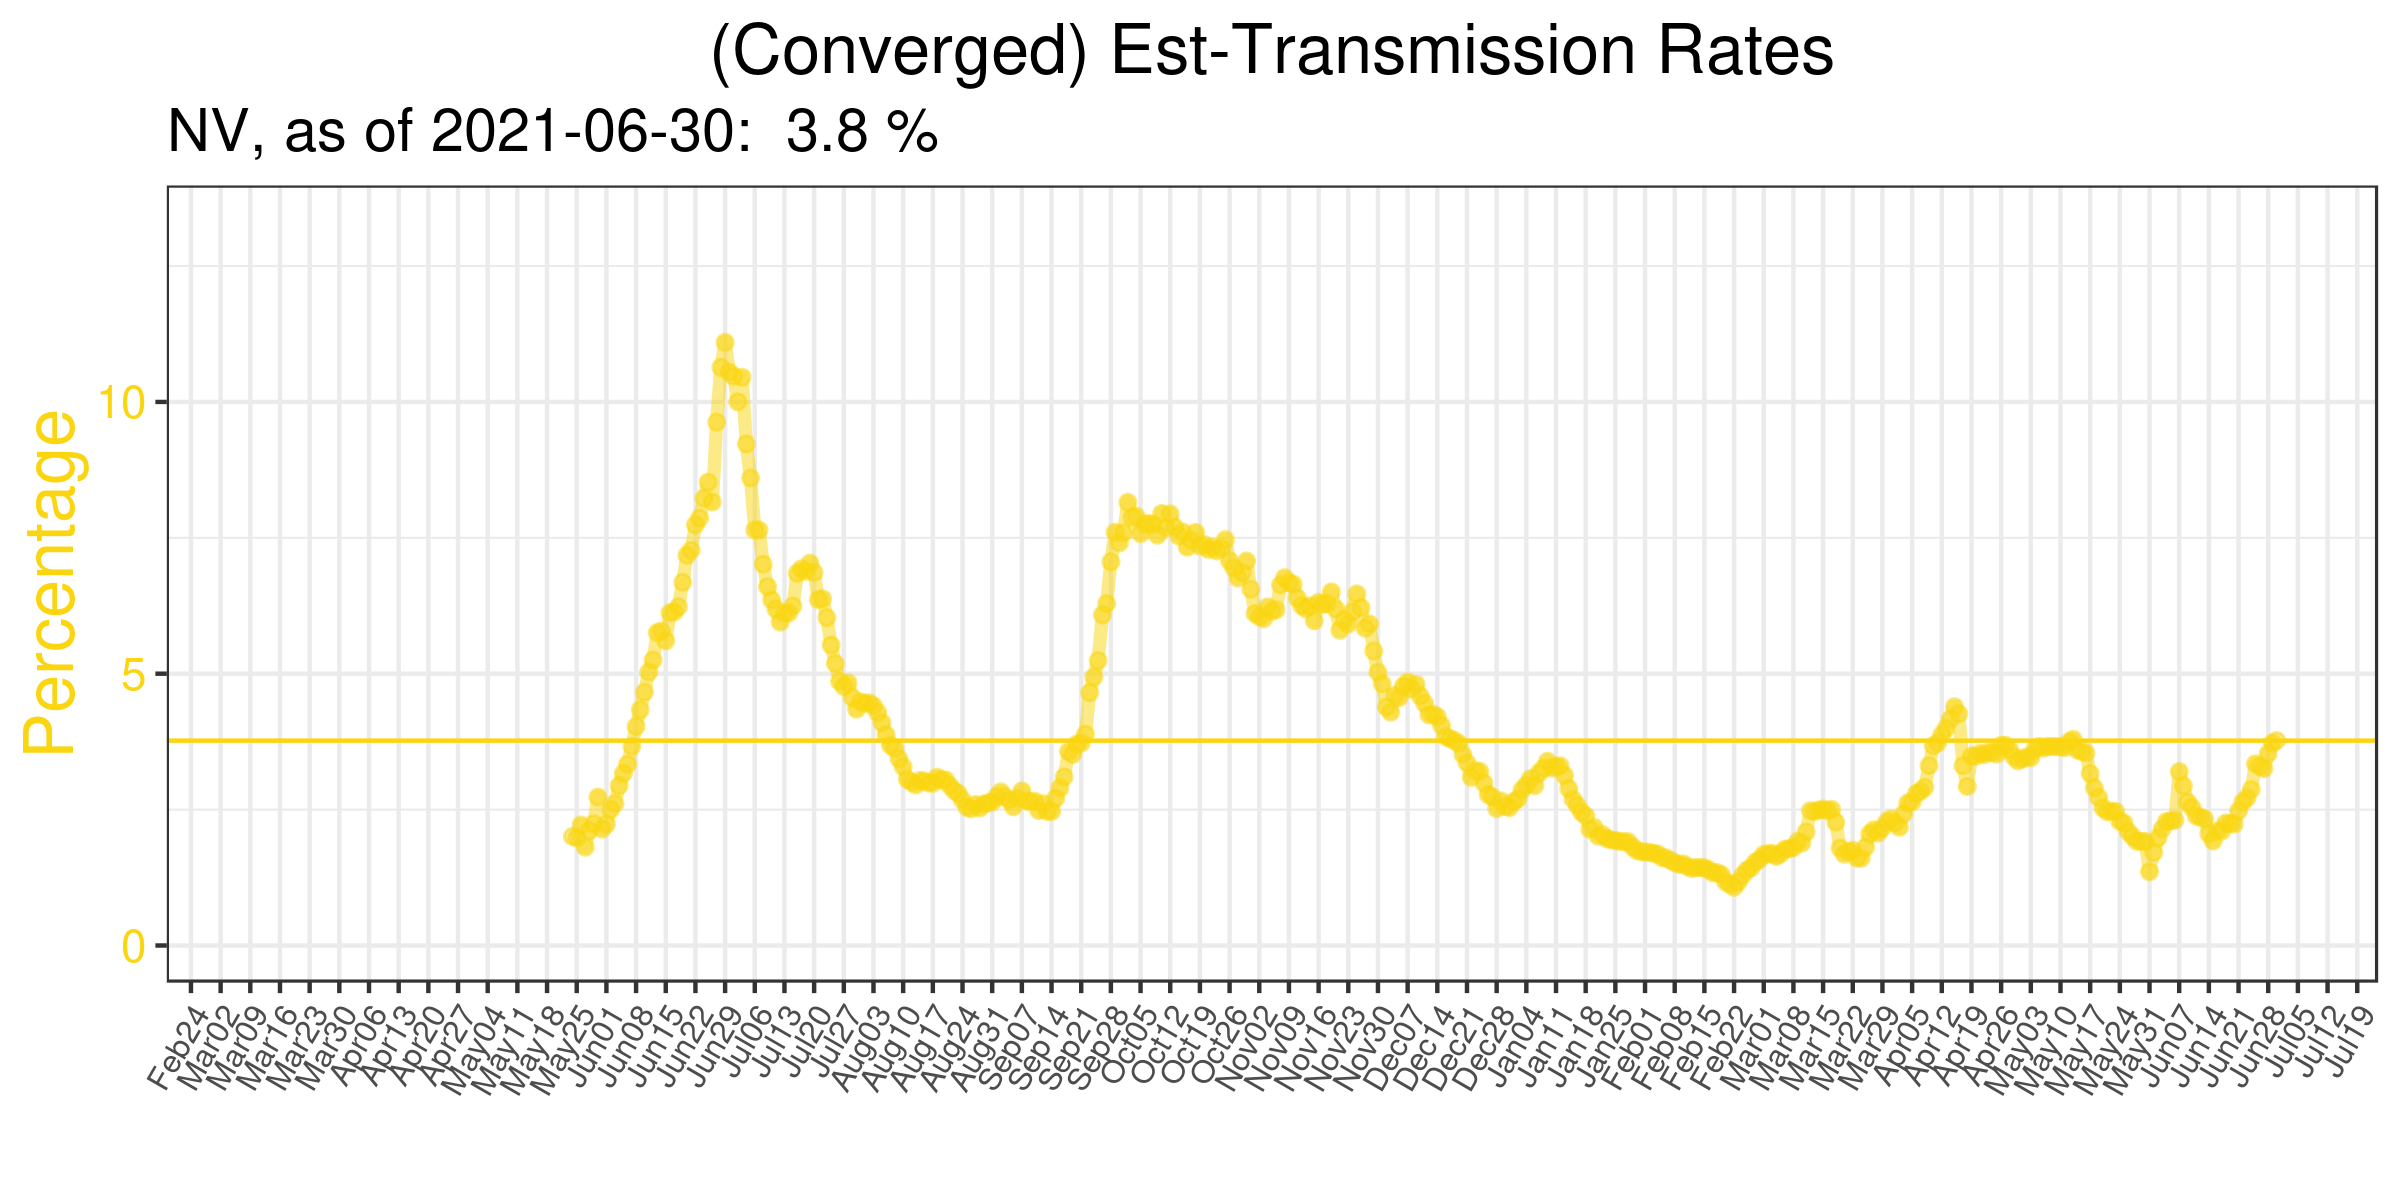 (Converged) Est-Transmission Rates
NV, as of 2021-06-30:  3.8 %
Percentage
10
5
0
Feb24
Mar02
Mar09
Mar16
Mar23
Mar30
Apr06
Apr13
Apr20
Apr27
May04
May11
May18
May25
Jun01
Jun08
Jun15
Jun22
Jun29
Jul06
Jul13
Jul20
Jul27
Aug03
Aug10
Aug17
Aug24
Aug31
Sep07
Sep14
Sep21
Sep28
Oct05
Oct12
Oct19
Oct26
Nov02
Nov09
Nov16
Nov23
Nov30
Dec07
Dec14
Dec21
Dec28
Jan04
Jan11
Jan18
Jan25
Feb01
Feb08
Feb15
Feb22
Mar01
Mar08
Mar15
Mar22
Mar29
Apr05
Apr12
Apr19
Apr26
May03
May10
May17
May24
May31
Jun07
Jun14
Jun21
Jun28
Jul05
Jul12
Jul19